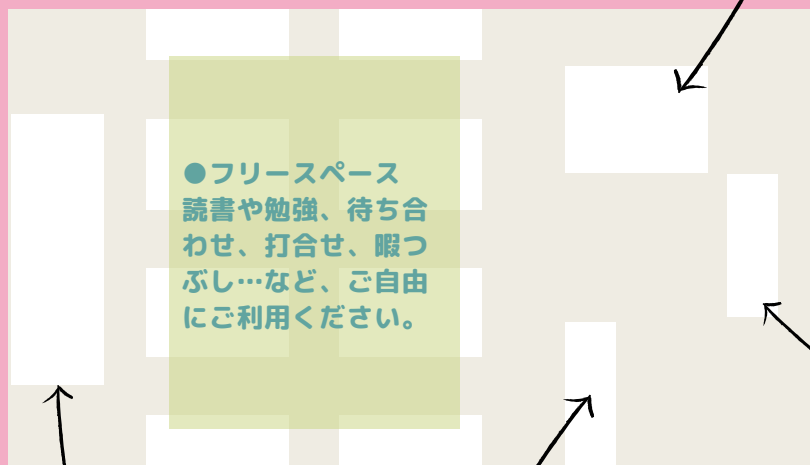 ●フリースペース
読書や勉強、待ち合
わせ、打合せ、暇つ
ぶし…など、ご自由
にご利用ください。